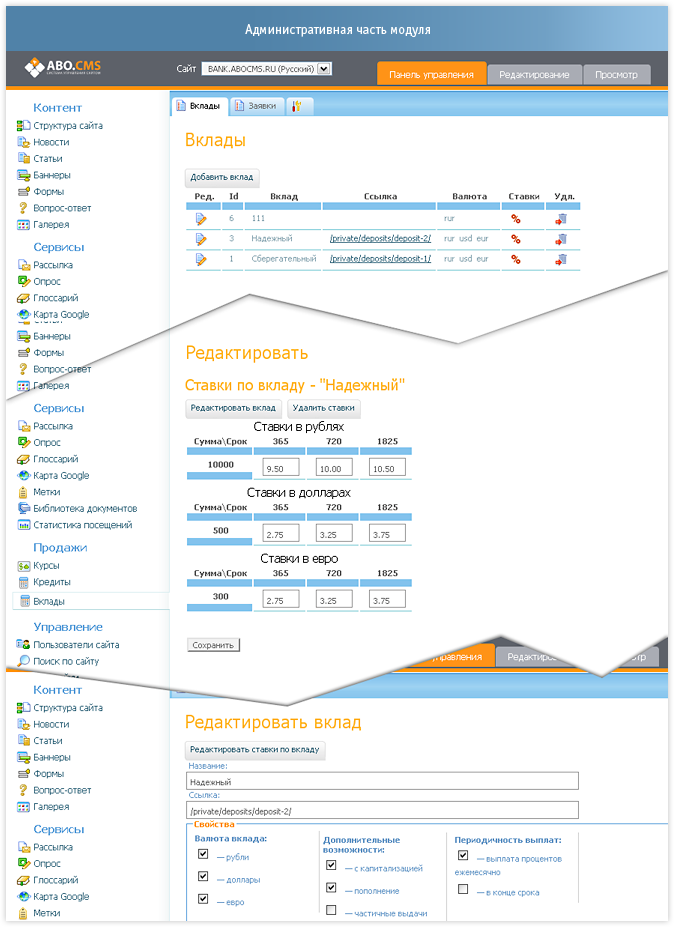 Административная часть модуля
ABO.CMS
СИСТЕМА УПРАВЛЕНИЯ САЙТОМ
Сайт BANK.ABOCMS.RU (Русский)
Панель управления Редактирование Просмотр
Контент
Структура сайта
Новости
Статьи
Баннеры
Формы
Вопрос-ответ
Галерея
Сервисы
Рассылка
Опрос
Глоссарий
Карта Google
Вклады Заявки
Вклады
Добавить вклад
Ред. Id Вклад Ссылка Валюта Ставки Удл.
6 111 rur
3 Надежный /private/deposits/deposit-2/ rur usd eur
1 Сберегательный /private/deposits/deposit-1/ rur usd eur
Статьи
Баннеры
Формы
Вопрос-ответ
Галерея
Сервисы
Рассылка
Опрос
Глоссарий
Карта Google
Метки
Библиотека документов
Статистика посещений
Продажи
Курсы
Кредиты
Вклады
Управление
Пользователи сайта
Поиск по сайту
Редактировать
Ставки по вкладу - "Надежный"
Редактировать вклад Удалить ставки
Ставки в рублях
Сумма\Срок 365 720 1825
10000 9.50 10.00 10.50
Ставки в долларах
Сумма\Срок 365 720 1825
500 2.75 3.25 3.75
Ставки в евро
Сумма\Срок 365 720 1825
300 2.75 3.25 3.75
Сохранить
Контент
Структура сайта
Новости
Статьи
Баннеры
Формы
Вопрос-ответ
Галерея
Сервисы
Рассылка
Опрос
Глоссарий
Карта Google
Метки
Редактировать вклад
Редактировать ставки по вкладу
Название:
Надежный
Ссылка:
/private/deposits/deposit-2/
Свойства
Валюта вклада:
— рубли
— доллары
— евро
Дополнительные
возможности:
— с капитализацией
— пополнение
— частичные выдачи
Периодичность выплат:
— выплата процентов
ежемесячно
— в конце срока